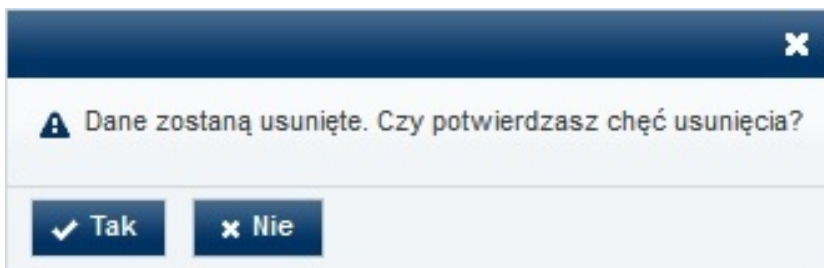 Dane zostaną usunięte. Czy potwierdzasz chęć usunięcia?
Tak Nie